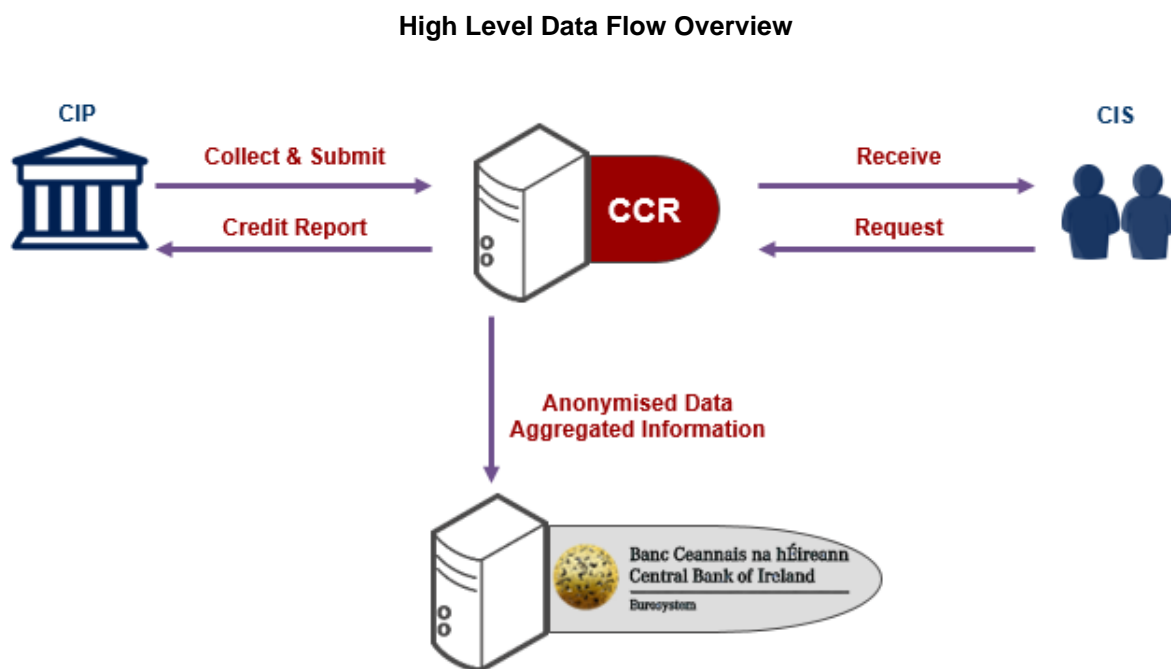 High Level Data Flow Overview
CIP
CIS
Collect & Submit
Receive
CCR
Credit Report
Request
Anonymised Data
Aggregated Information
Banc Ceannais na hÉireann
Central Bank of Ireland
Eurosystem